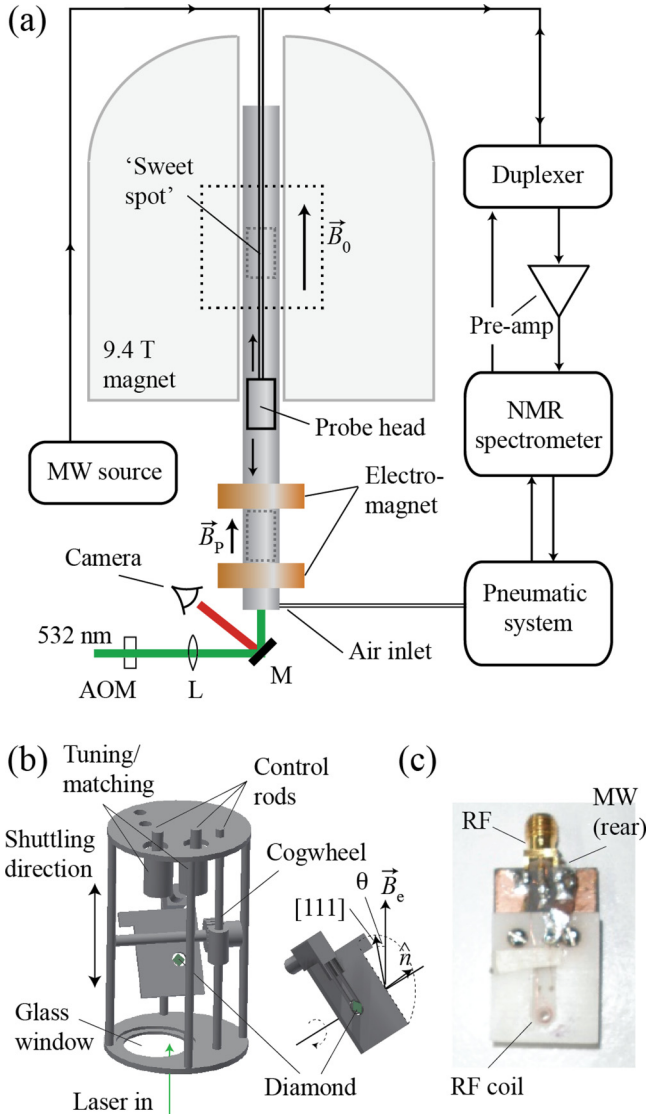 (a)
'Sweet
spot'
B⃗0
Duplexer
Pre-amp
9.4 T
magnet
Probe head
NMR
spectrometer
MW source
Electro-
magnet
B⃗P
Camera
Pneumatic
system
532 nm
Air inlet
AOM
L
M
(b)
Tuning/
matching
Control
rods
Shuttling
direction
Cogwheel
θ
B⃗e
[111]
n̂
Glass
window
Diamond
Laser in
(c)
RF
MW
(rear)
RF coil